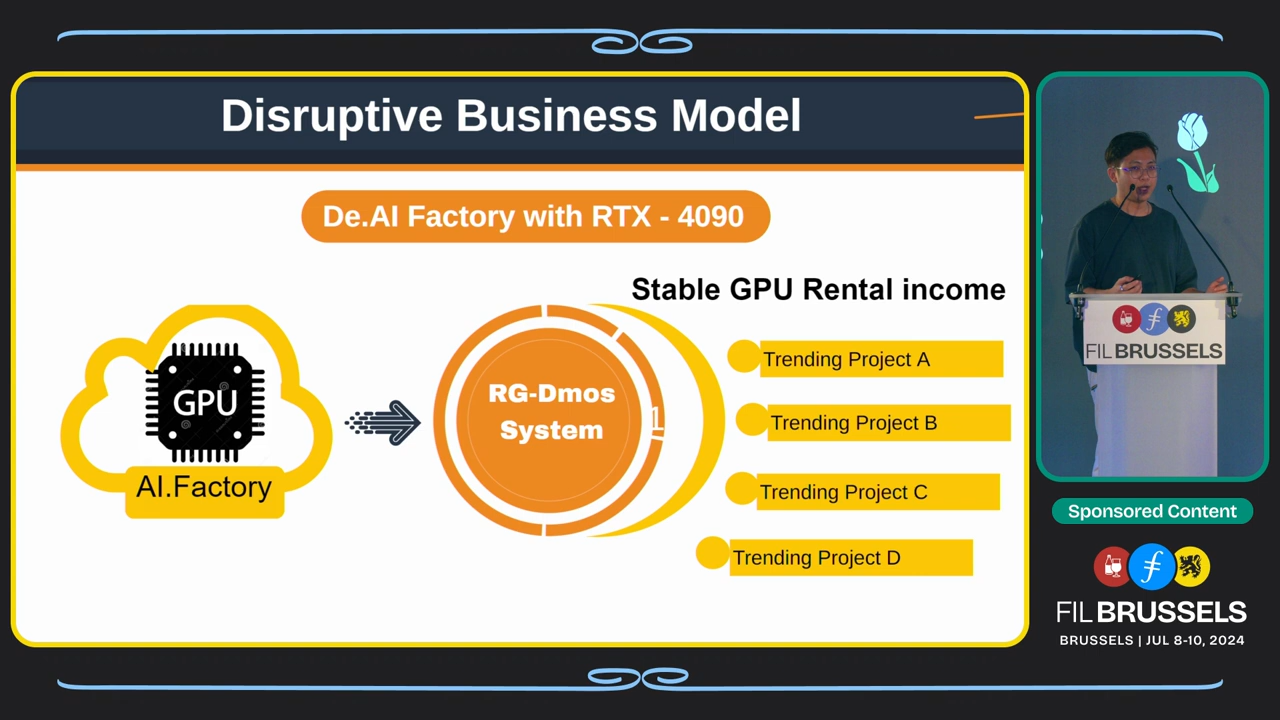 Disruptive Business Model
De.AI Factory with RTX - 4090
Stable GPU Rental income
GPU
AI.Factory
RG-Dmos
System
1
Trending Project A
Trending Project B
Trending Project C
Trending Project D
FIL BRUSSELS
Sponsored Content
FIL BRUSSELS
BRUSSELS | JUL 8-10, 2024